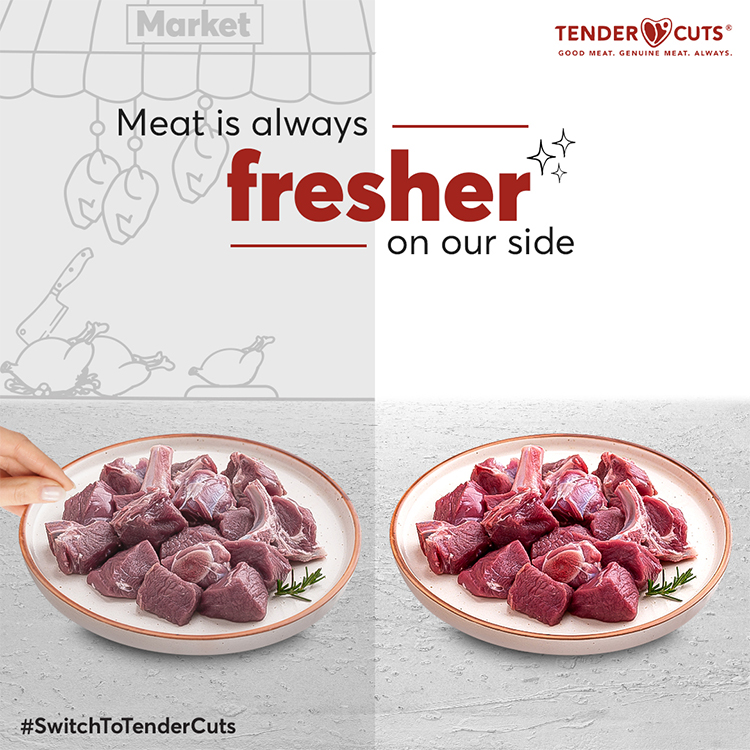 Market
TENDER CUTS®
GOOD MEAT. GENUINE MEAT. ALWAYS.
Meat is always
fresher
on our side
#SwitchToTenderCuts